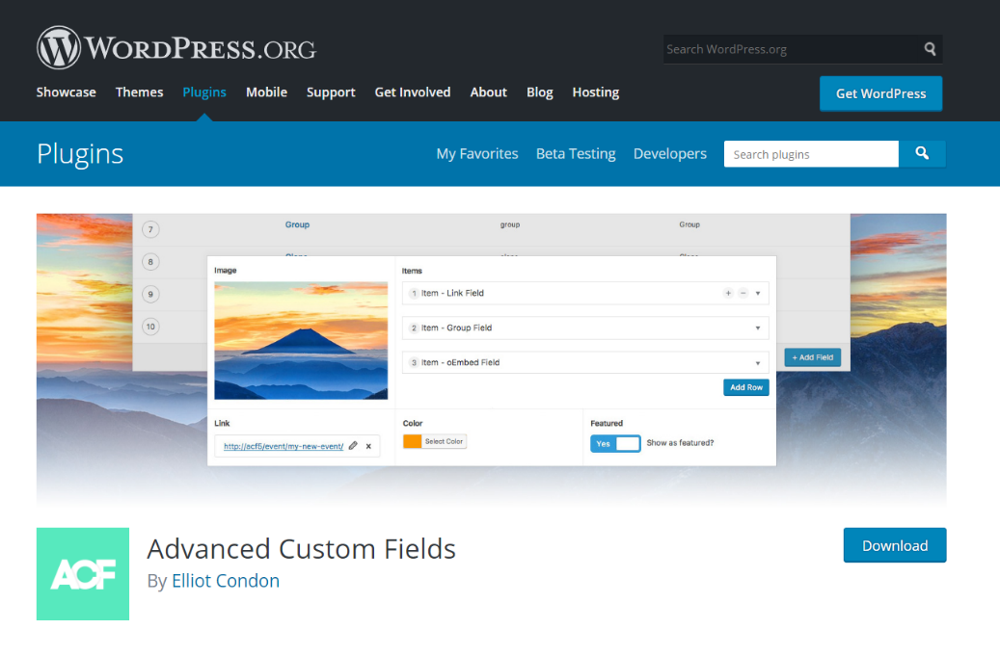 WORDPRESS.ORG
Search WordPress.org
Showcase Themes Plugins Mobile Support Get Involved About Blog Hosting
Get WordPress
Plugins
My Favorites Beta Testing Developers
Search plugins
7 Group group Group
8
9
10
+ Add Field
Image
Items
1 Item - Link Field
2 Item - Group Field
3 Item - oEmbed Field
Add Row
Link
http://acf5/event/my-new-event/
Color
Select Color
Featured
Yes Show as featured?
ACF
Advanced Custom Fields
By Elliot Condon
Download